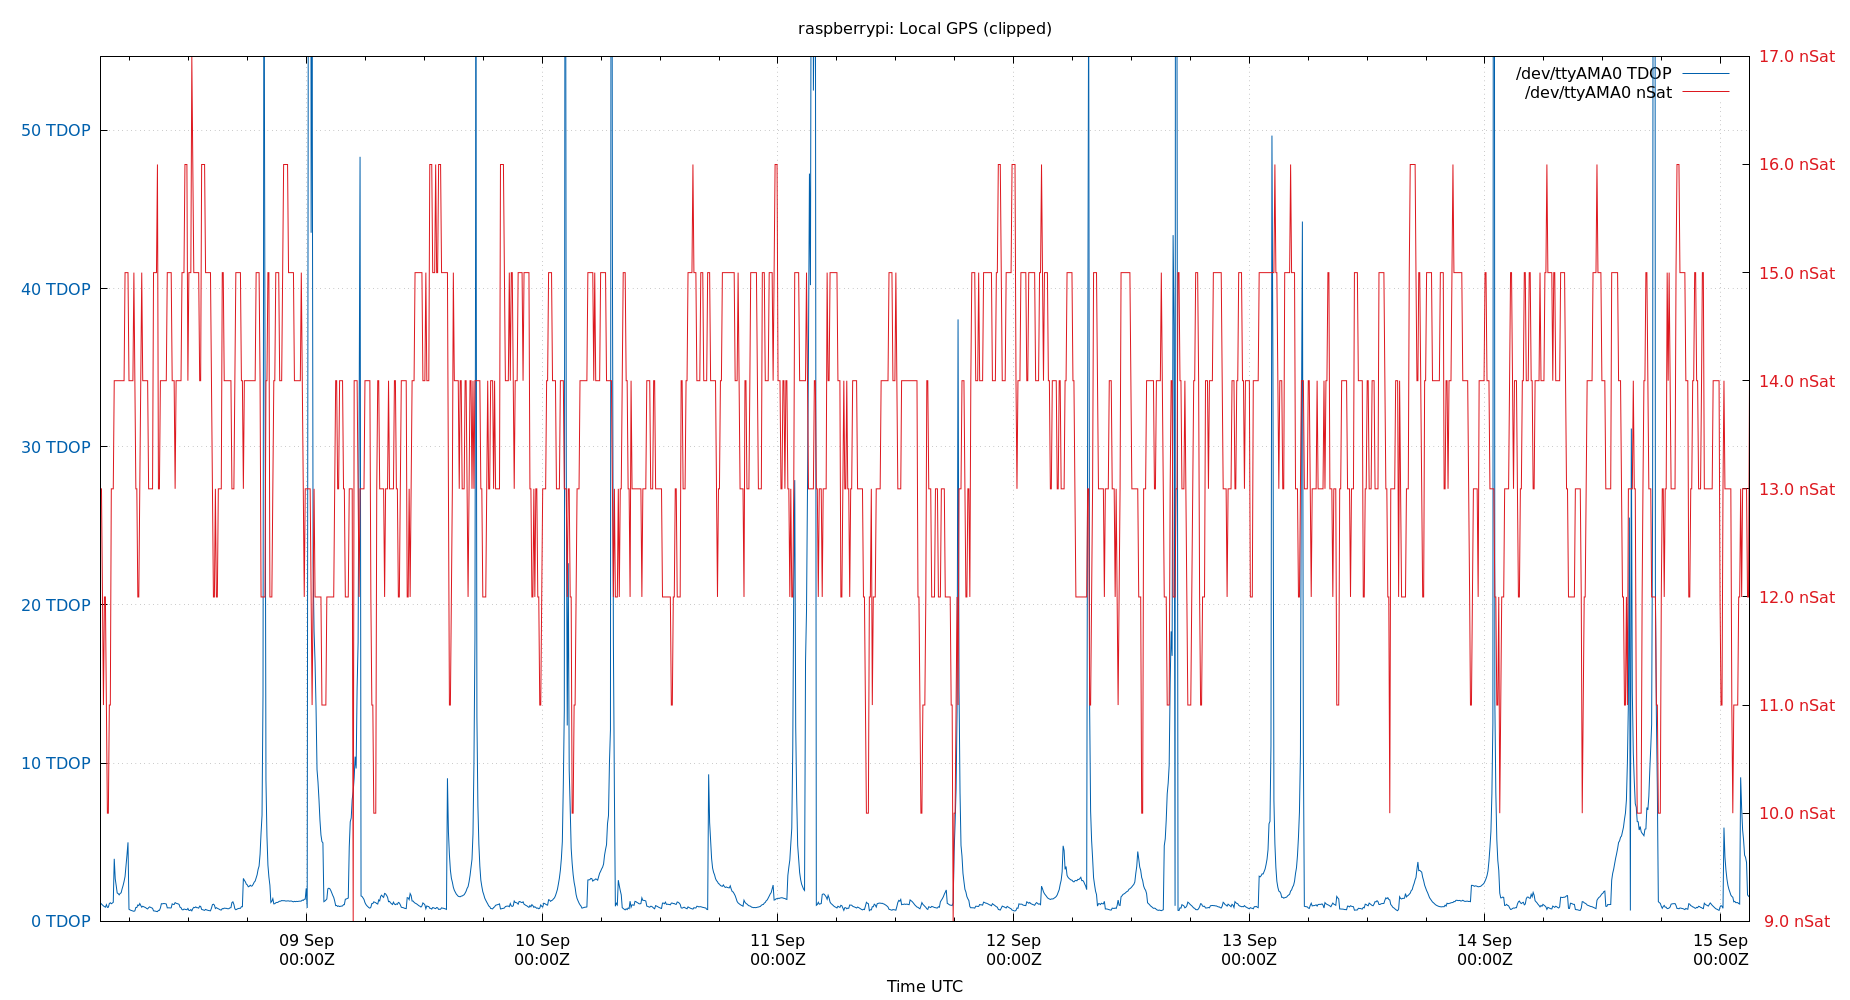 raspberrypi: Local GPS (clipped)
17.0 nSat
/dev/ttyAMA0 TDOP
/dev/ttyAMA0 nSat
50 TDOP
16.0 nSat
40 TDOP
15.0 nSat
14.0 nSat
30 TDOP
13.0 nSat
20 TDOP
12.0 nSat
11.0 nSat
10 TDOP
10.0 nSat
0 TDOP
9.0 nSat
09 Sep 10 Sep 11 Sep 12 Sep 13 Sep 14 Sep 15 Sep
00:00Z 00:00Z 00:00Z 00:00Z 00:00Z 00:00Z 00:00Z
Time UTC